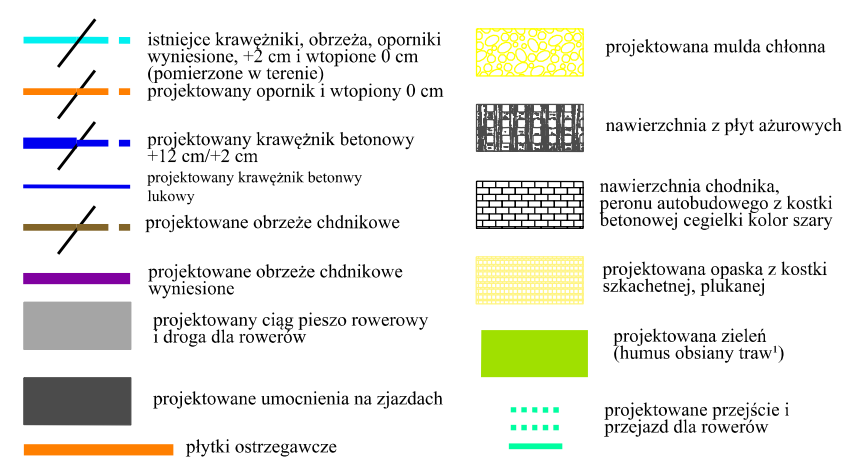 istniejce krawężniki, obrzeża, oporniki
wyniesione, +2 cm i wtopione 0 cm
(pomierzone w terenie)
projektowany opornik i wtopiony 0 cm
projektowany krawężnik betonowy
+12 cm/+2 cm
projektowany krawężnik betonwy
lukowy
projektowane obrzeże chdnikowe
projektowane obrzeże chdnikowe
wyniesione
projektowany ciąg pieszo rowerowy
i droga dla rowerów
projektowane umocnienia na zjazdach
płytki ostrzegawcze
projektowana mulda chłonna
nawierzchnia z płyt ażurowych
nawierzchnia chodnika,
peronu autobudowego z kostki
betonowej cegielki kolor szary
projektowana opaska z kostki
szkachetnej, plukanej
projektowana zieleń
(humus obsiany traw¹)
projektowane przejście i
przejazd dla rowerów